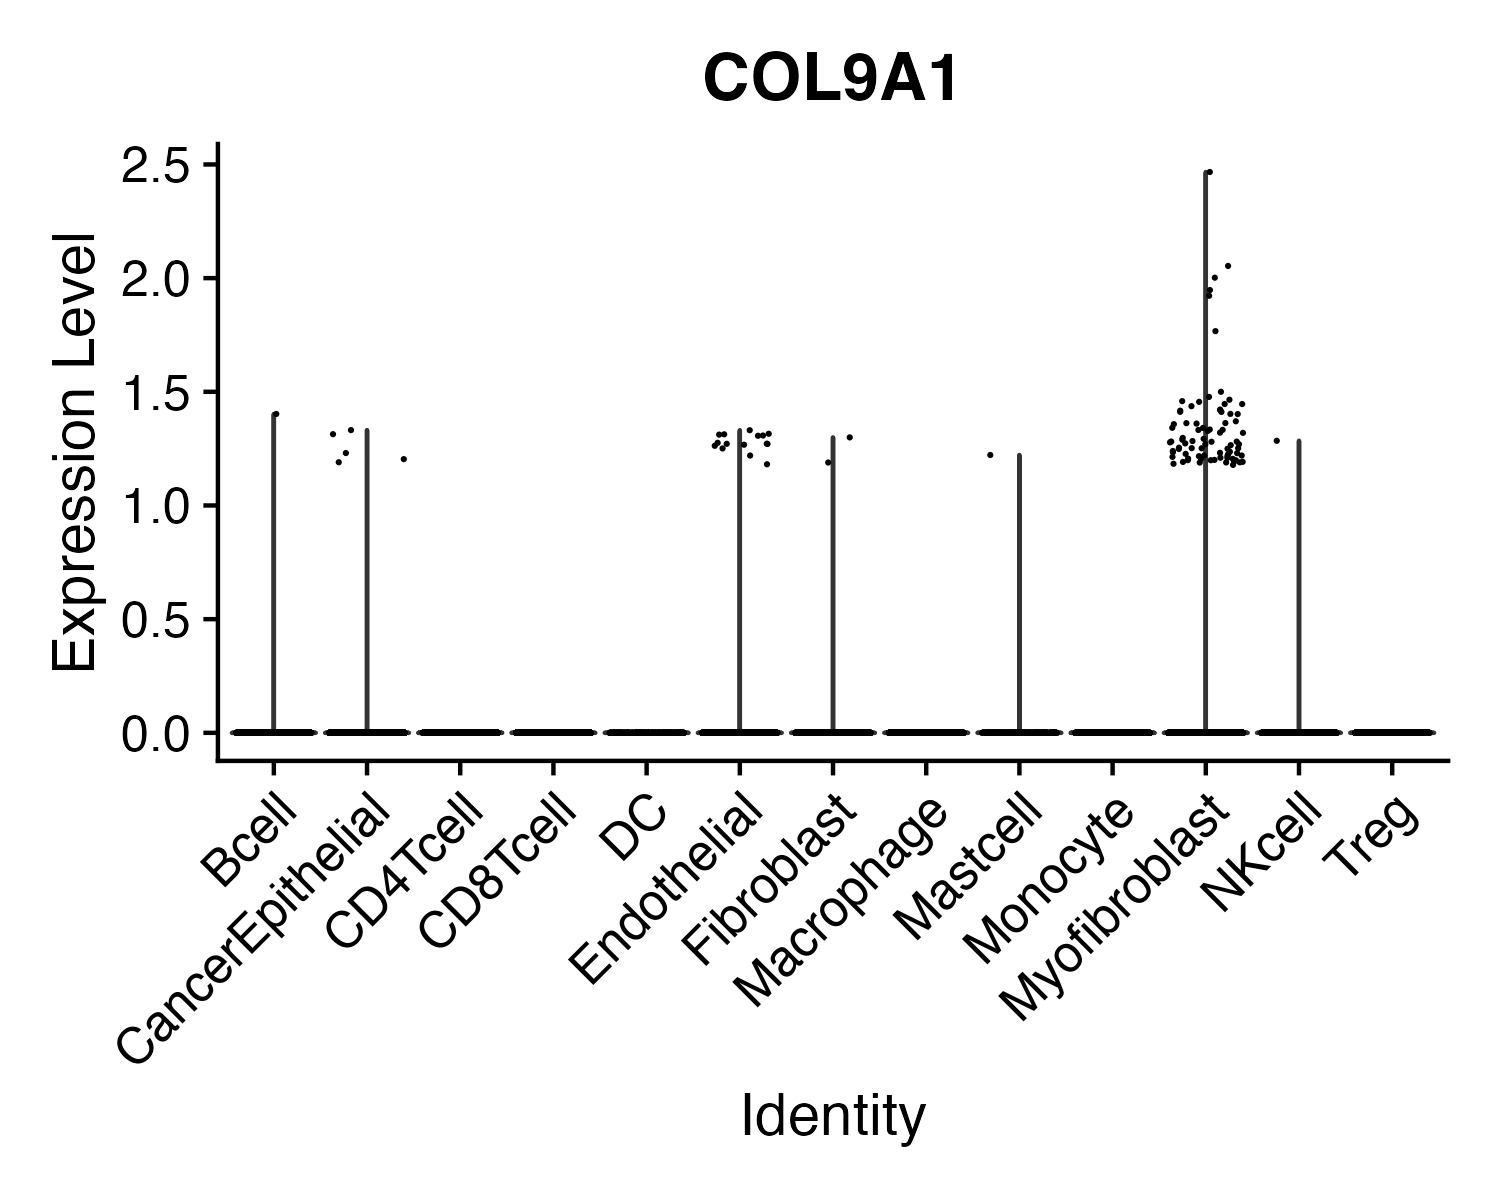 COL9A1
Expression Level
2.5
2.0
1.5
1.0
0.5
0.0
Bcell
CancerEpithelial
CD4Tcell
CD8Tcell
DC
Endothelial
Fibroblast
Macrophage
Mastcell
Monocyte
Myofibroblast
NKcell
Treg
Identity